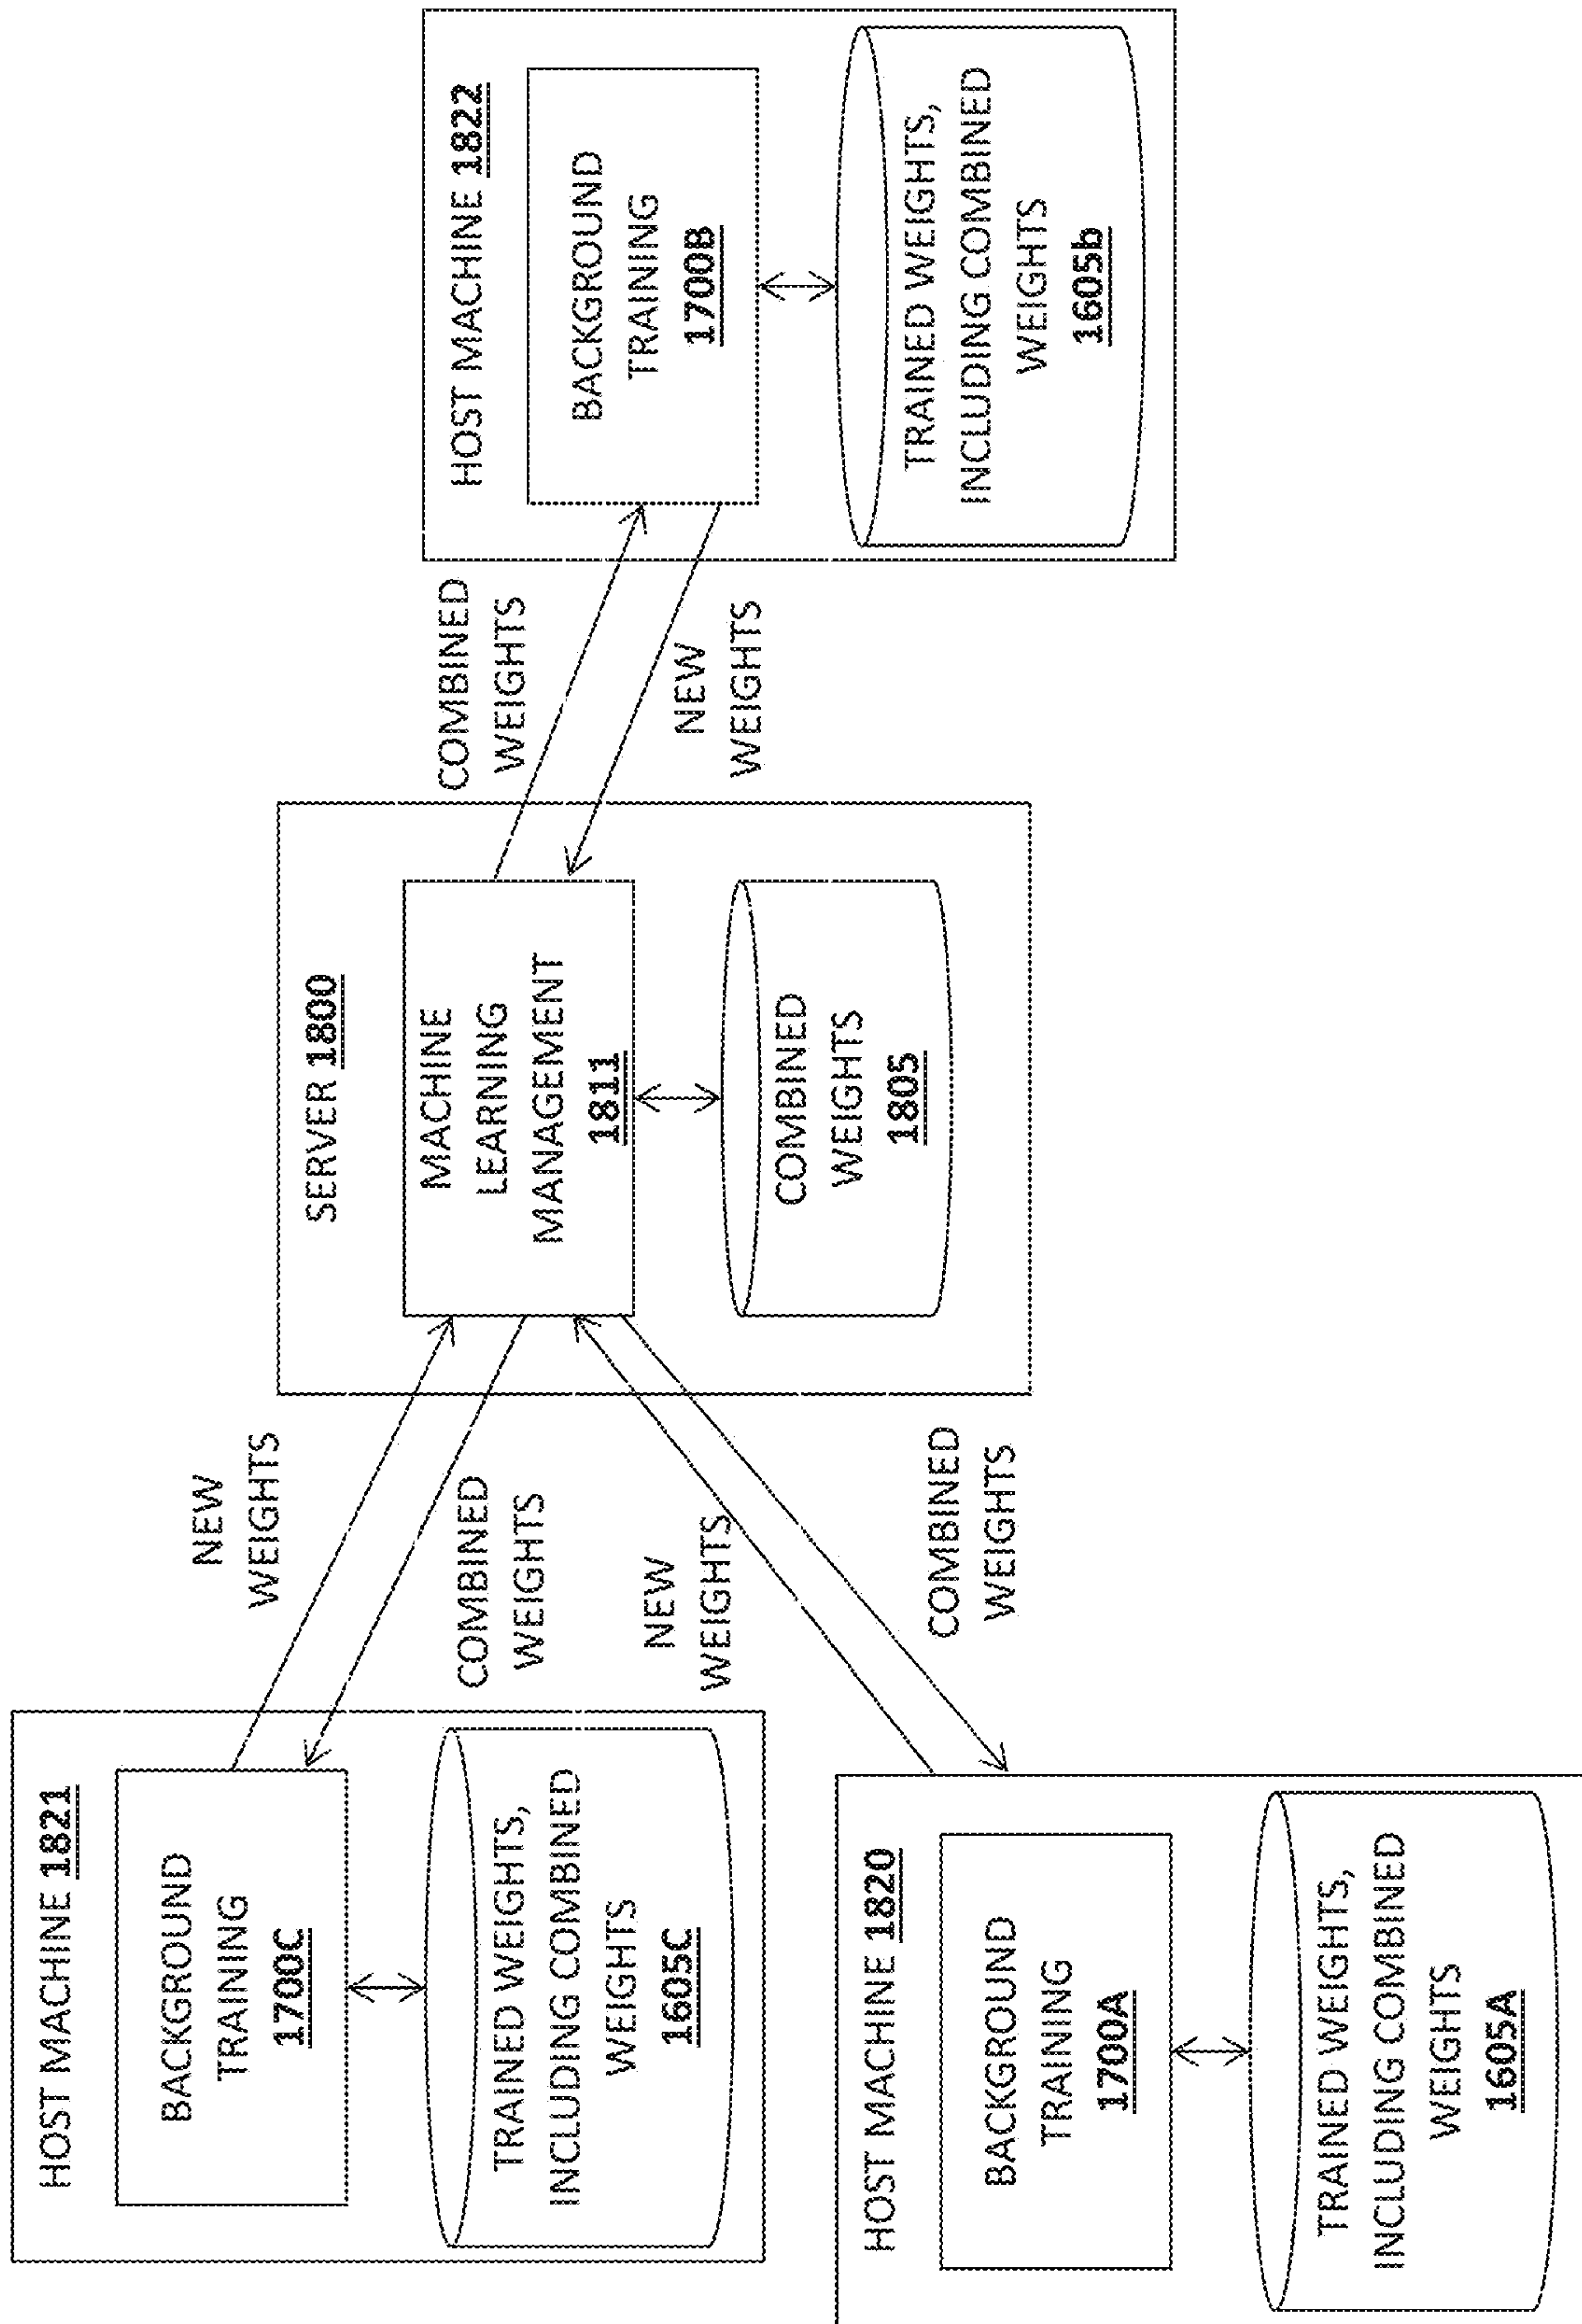 HOST MACHINE 1821
BACKGROUND
TRAINING
1700C
TRAINED WEIGHTS,
INCLUDING COMBINED
WEIGHTS
1605C
HOST MACHINE 1820
BACKGROUND
TRAINING
1700A
TRAINED WEIGHTS,
INCLUDING COMBINED
WEIGHTS
1605A
NEW
WEIGHTS
COMBINED
WEIGHTS
NEW
WEIGHTS
COMBINED
WEIGHTS
SERVER 1800
MACHINE
LEARNING
MANAGEMENT
1811
COMBINED
WEIGHTS
1805
COMBINED
WEIGHTS
NEW
WEIGHTS
HOST MACHINE 1822
BACKGROUND
TRAINING
1700B
TRAINED WEIGHTS,
INCLUDING COMBINED
WEIGHTS
1605b